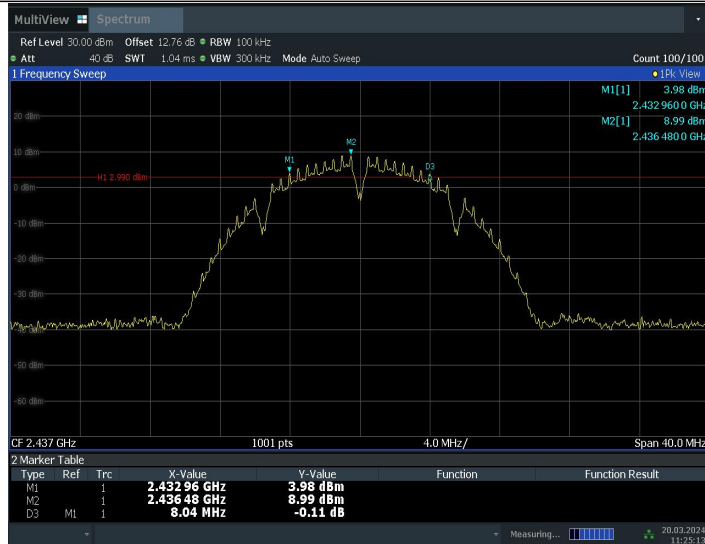 MultiView Spectrum
Ref Level 30.00 dBm Offset 12.76 dB RBW 100 kHz
Att 40 dB SWT 1.04 ms VBW 300 kHz Mode Auto Sweep Count 100/100
1 Frequency Sweep 1Pk View
M1[1] 3.98 dBm
2.432 960 0 GHz
M2[1] 8.99 dBm
2.436 480 0 GHz
20 dBm
10 dBm
M2
M1
D3
H1 2.990 dBm
0 dBm
-10 dBm
-20 dBm
-30 dBm
-40 dBm
-50 dBm
-60 dBm
CF 2.437 GHz 1001 pts 4.0 MHz/ Span 40.0 MHz
2 Marker Table
Type Ref Trc X-Value Y-Value Function Function Result
M1 1 2.432 96 GHz 3.98 dBm
M2 1 2.436 48 GHz 8.99 dBm
D3 M1 1 8.04 MHz -0.11 dB
Measuring... 20.03.2024
11:25:13